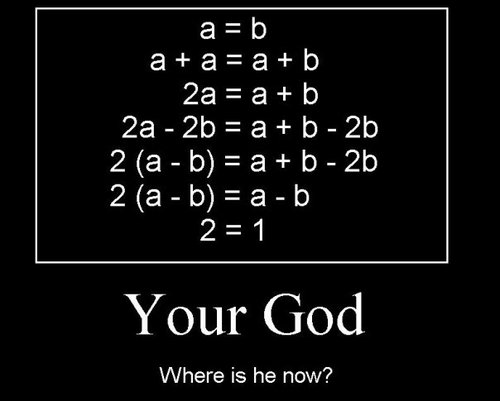 a = b
a + a = a + b
2a = a + b
2a - 2b = a + b - 2b
2 (a - b) = a + b - 2b
2 (a - b) = a - b
2 = 1
Your God
Where is he now?